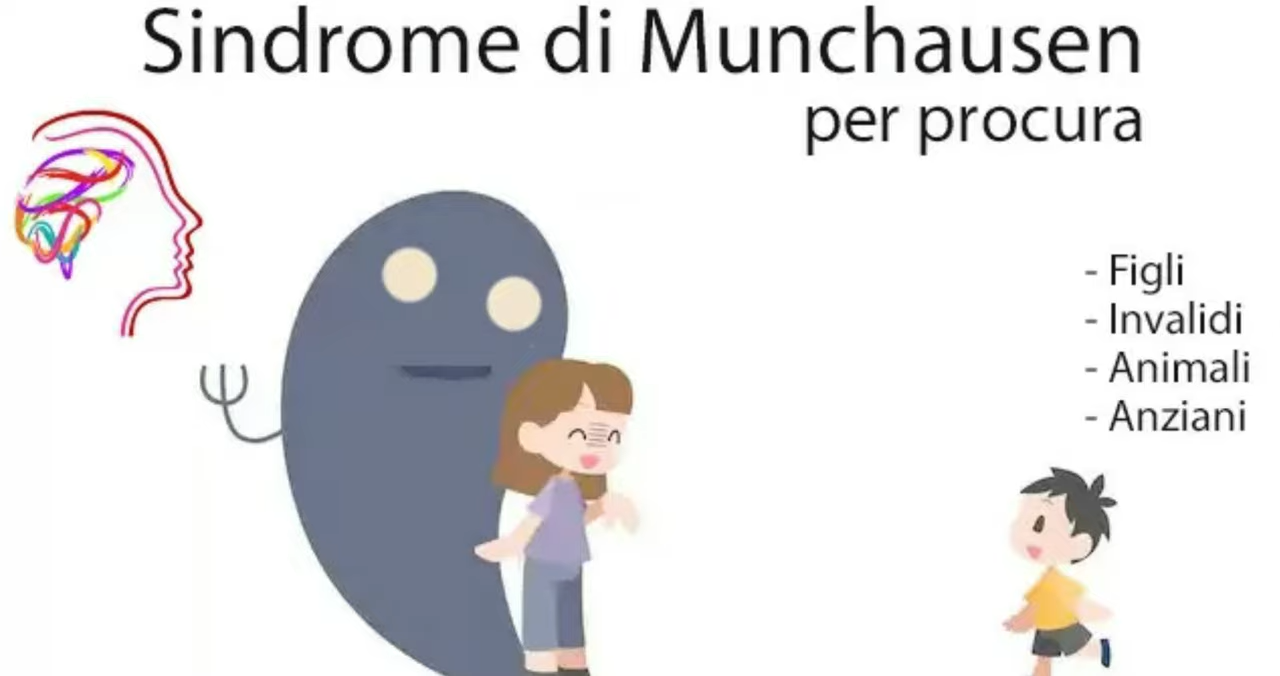 Sindrome di Munchausen
per procura
- Figli
- Invalidi
- Animali
- Anziani